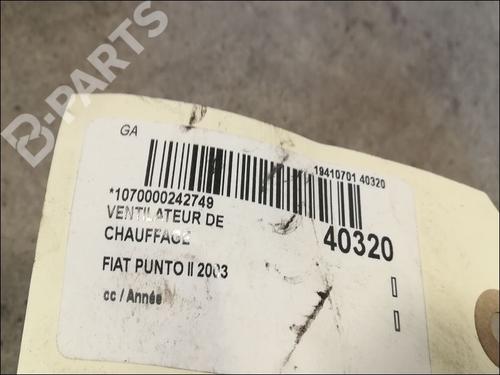 B-PARTS
GA
19410701 40320
*1070000242749
VENTILATEUR DE
CHAUFFAGE
40320
FIAT PUNTO II 2003
cc / Année